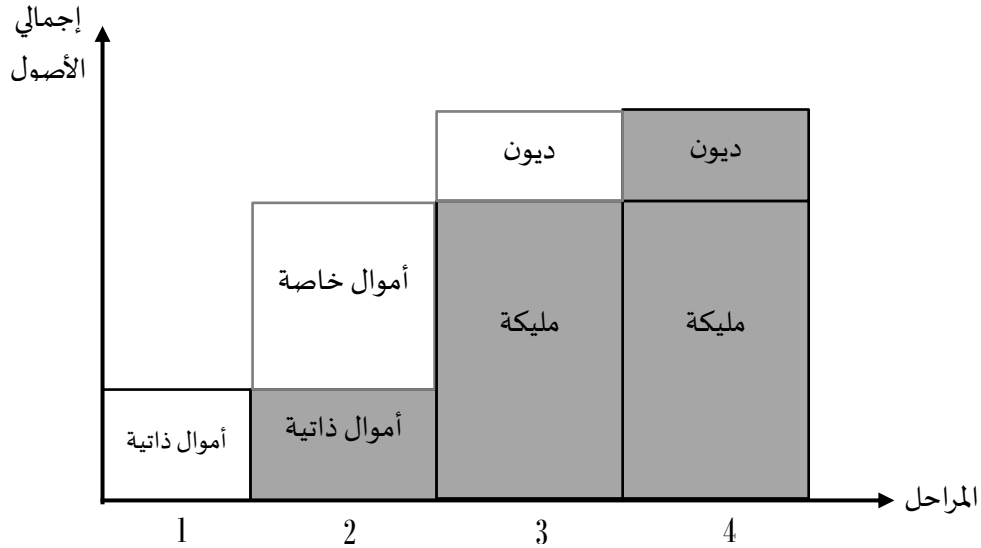 إجمالي
الأصول
ديون
ديون
أموال خاصة
مليكة
مليكة
أموال ذاتية
أموال ذاتية
المراحل
1
2
3
4